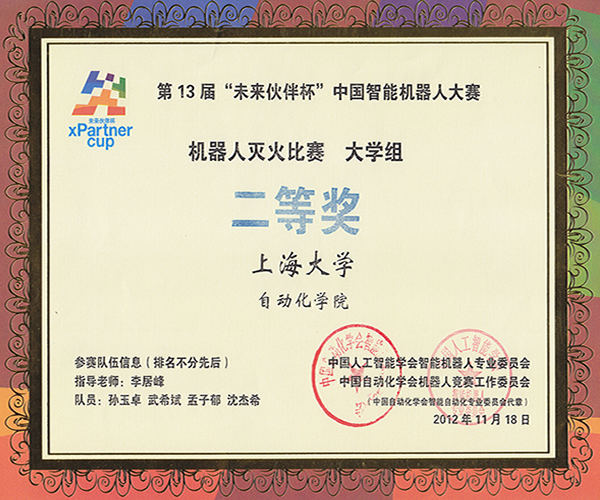 未来伙伴杯
xPartner
cup
第 13 届 “未来伙伴杯” 中国智能机器人大赛
机器人灭火比赛 大学组
二等奖
上海大学
自动化学院
参赛队伍信息（排名不分先后）
指导老师：李居峰
队员：孙玉卓 武希斌 孟子郁 沈杰希
中国人工智能学会智能机器人专业委员会
中国自动化学会机器人竞赛工作委员会
（中国自动化学会智能自动化专业委员会代章）
2012 年 11 月 18 日